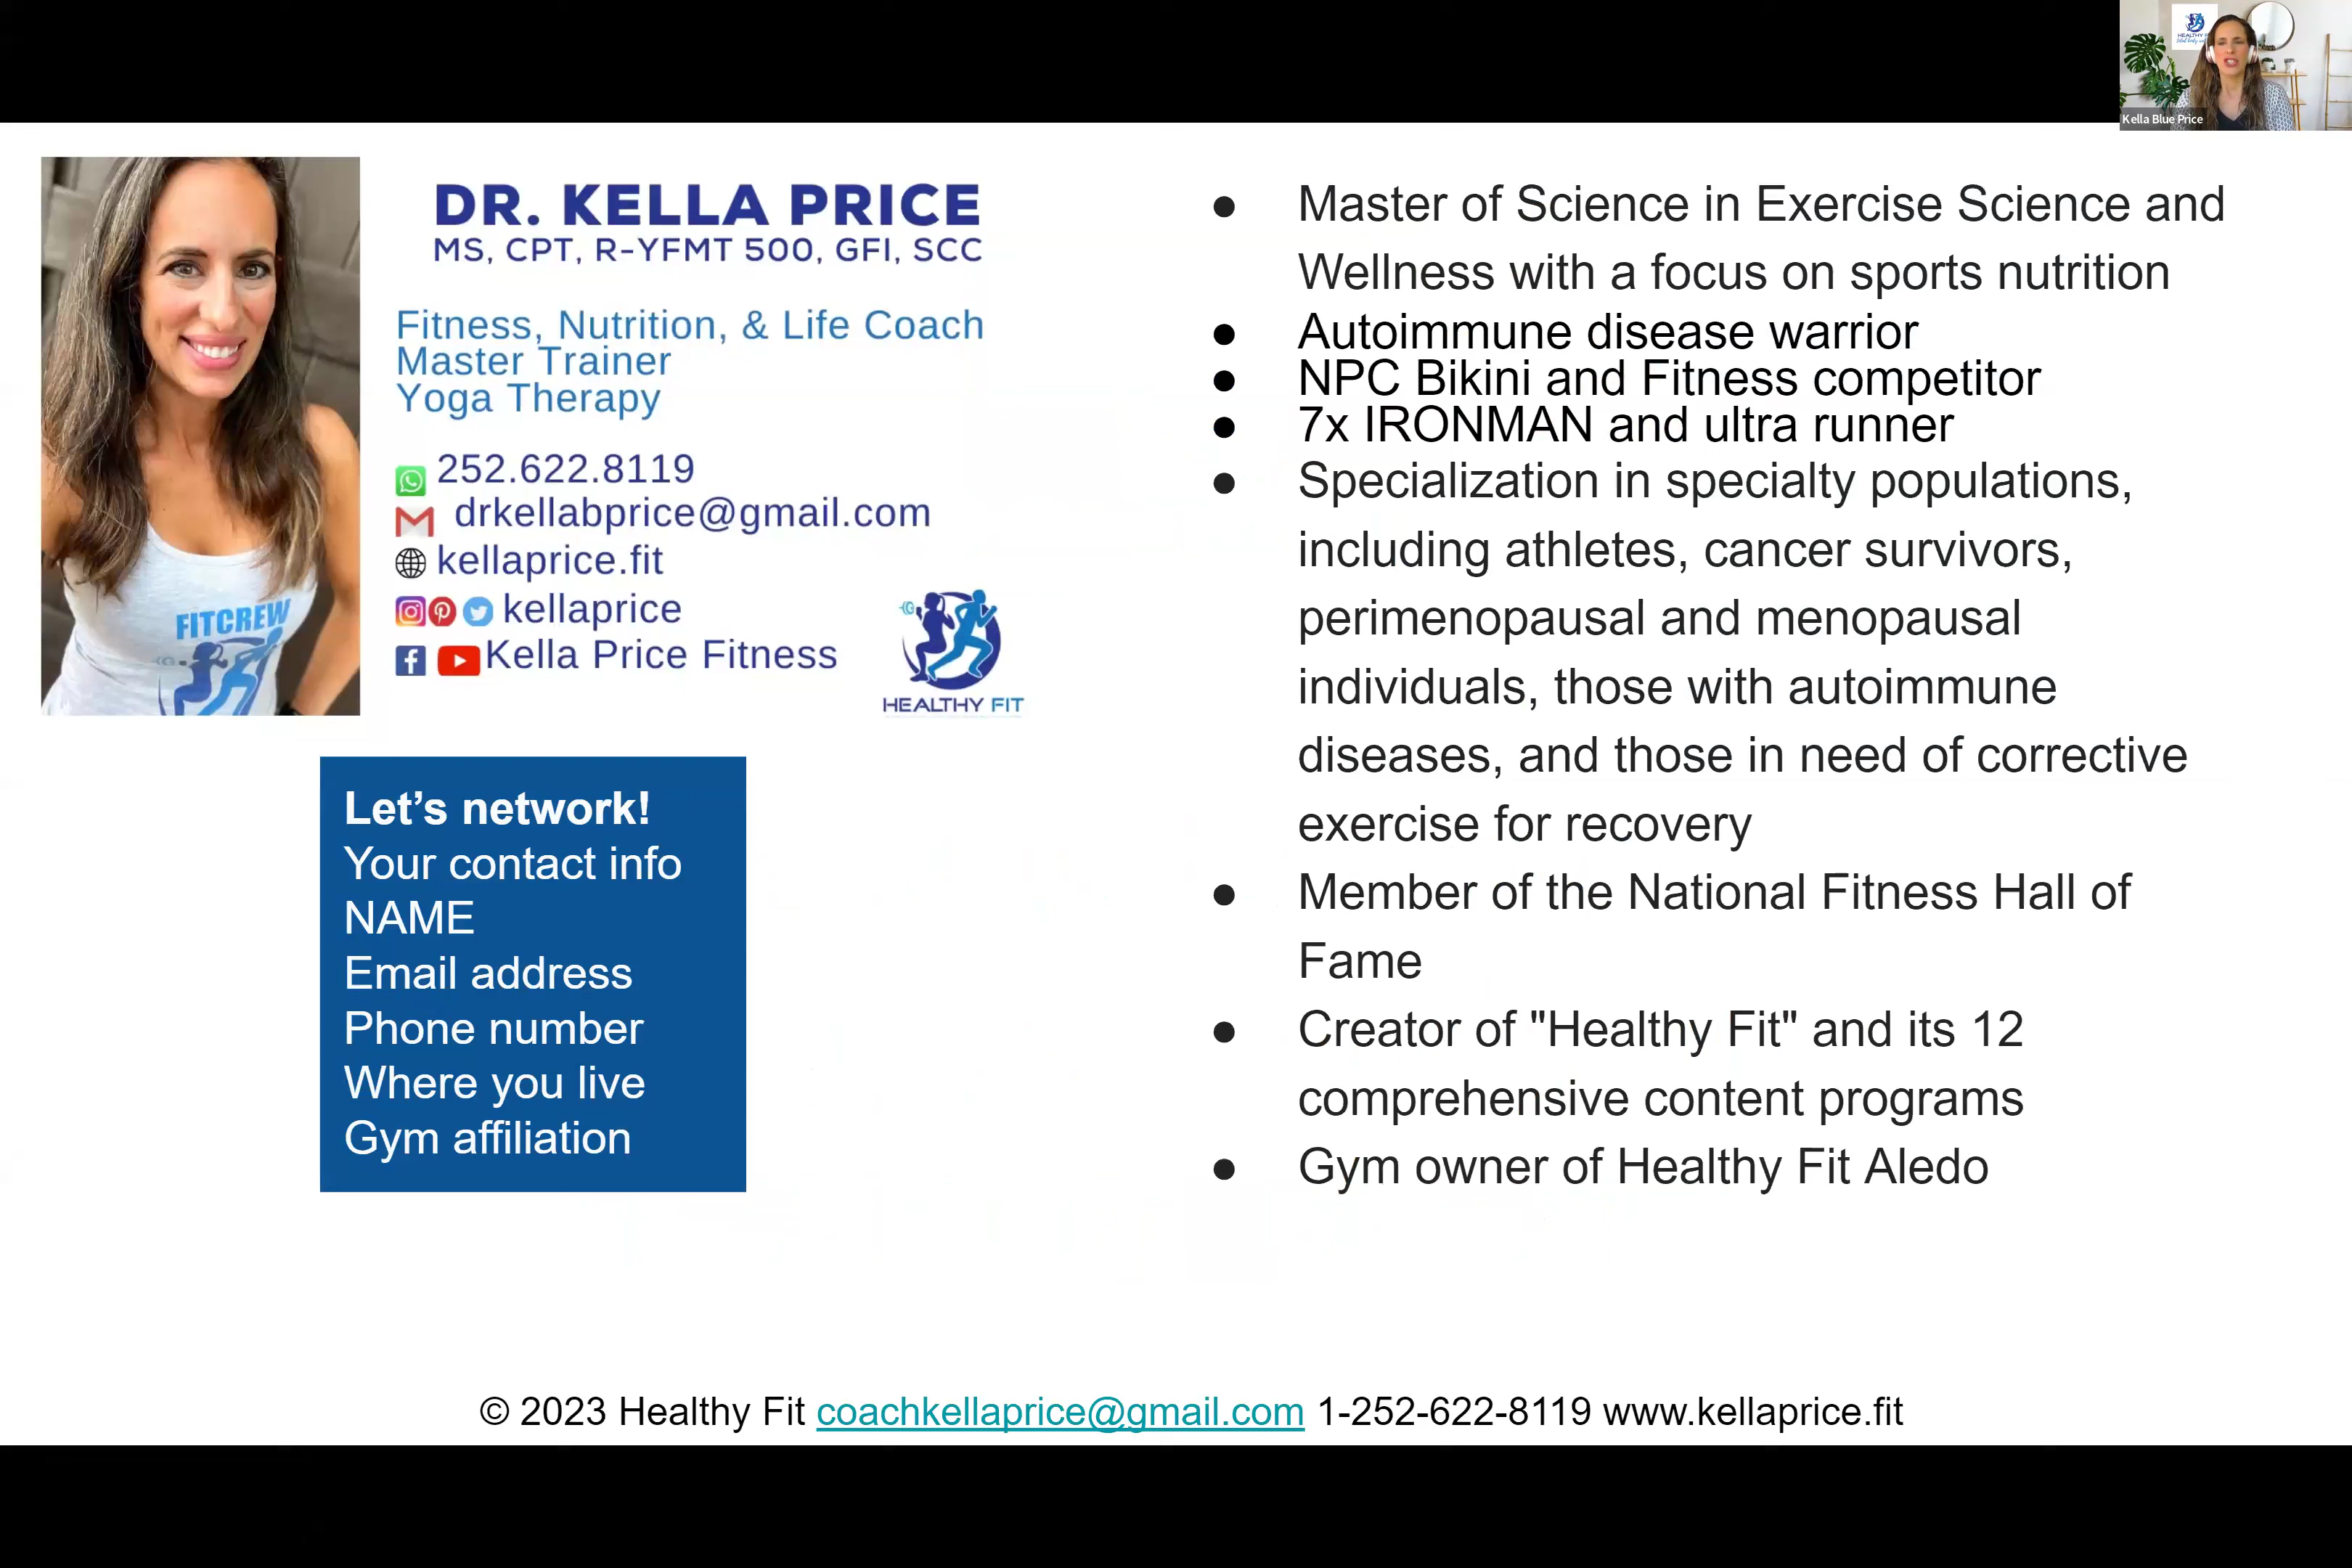 Kella Blue Price
DR. KELLA PRICE
MS, CPT, R-YFMT 500, GFI, SCC
Fitness, Nutrition, & Life Coach
Master Trainer
Yoga Therapy
252.622.8119
drkellabprice@gmail.com
kellaprice.fit
kellaprice
Kella Price Fitness
HEALTHY FIT
FITCREW
Let’s network!
Your contact info
NAME
Email address
Phone number
Where you live
Gym affiliation
● Master of Science in Exercise Science and
Wellness with a focus on sports nutrition
● Autoimmune disease warrior
● NPC Bikini and Fitness competitor
● 7x IRONMAN and ultra runner
● Specialization in specialty populations,
including athletes, cancer survivors,
perimenopausal and menopausal
individuals, those with autoimmune
diseases, and those in need of corrective
exercise for recovery
● Member of the National Fitness Hall of
Fame
● Creator of "Healthy Fit" and its 12
comprehensive content programs
● Gym owner of Healthy Fit Aledo
© 2023 Healthy Fit coachkellaprice@gmail.com 1-252-622-8119 www.kellaprice.fit